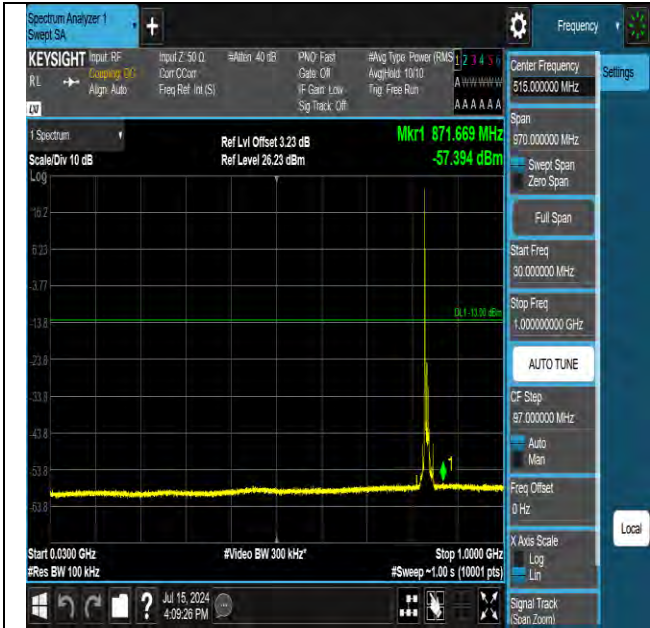 Spectrum Analyzer 1
Swept SA
+
Frequency
KEYSIGHT
RL
Input: RF
Coupling: DC
Align: Auto
Input Z: 50 Ω
Corr CCorr
Freq Ref: Int (S)
#Atten: 40 dB
PNO: Fast
Gate: Off
IF Gain: Low
Sig Track: Off
#Avg Type: Power (RMS
Avg|Hold: 10/10
Trig: Free Run
1 2 3 4 5 6
A W W W W W
A A A A A A
Center Frequency
515.000000 MHz
Settings
1 Spectrum
Scale/Div 10 dB
Log
Ref Lvl Offset 3.23 dB
Ref Level 26.23 dBm
Mkr1 871.669 MHz
-57.394 dBm
Span
970.000000 MHz
Swept Span
Zero Span
Full Span
Start Freq
30.000000 MHz
Stop Freq
1.000000000 GHz
AUTO TUNE
CF Step
97.000000 MHz
Auto
Man
Freq Offset
0 Hz
X Axis Scale
Log
Lin
Local
Signal Track
(Span Zoom)
16.2
6.23
-3.77
-13.8
-23.8
-33.8
-43.8
-53.8
-63.8
DL1 -13.00 dBm
1
Start 0.0300 GHz
#Res BW 100 kHz
#Video BW 300 kHz*
Stop 1.0000 GHz
#Sweep ~1.00 s (10001 pts)
?
Jul 15, 2024
4:09:26 PM